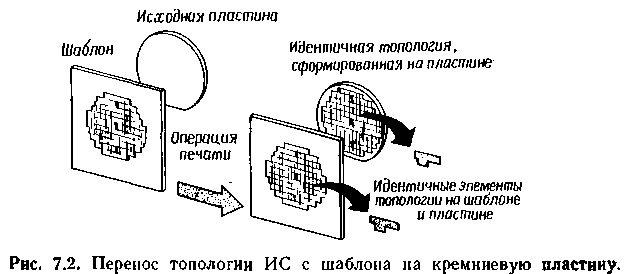 Исходная пластина
Шаблон
Идентичная топология,
сформированная на пластине
Операция
печати
Идентичные элементы
топологии на шаблоне
и пластине
Рис. 7.2. Перенос топологии ИС с шаблона на кремниевую пластину.